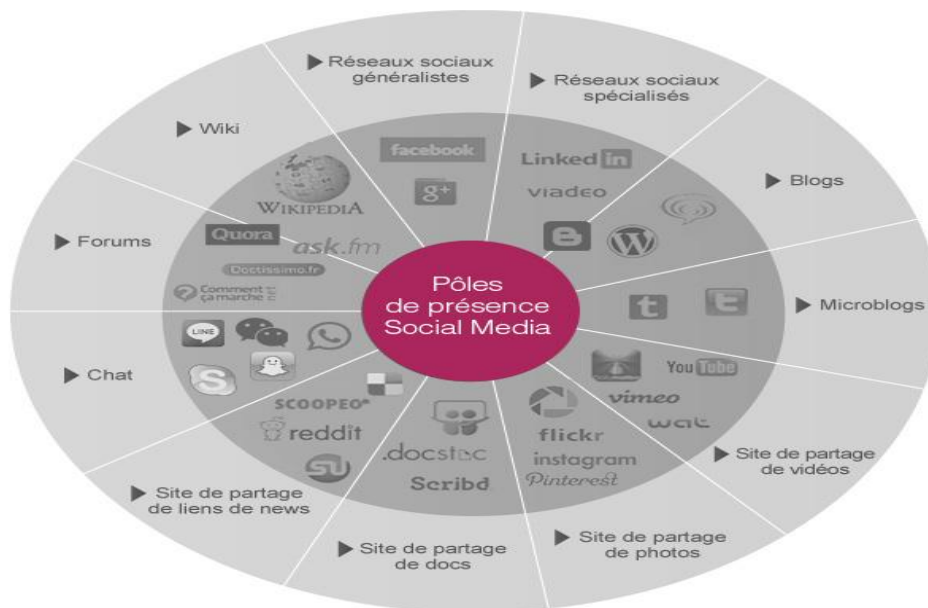 Réseaux sociaux
généralistes
Réseaux sociaux
spécialisés
Wiki
Blogs
Forums
Microblogs
Chat
Site de partage
de vidéos
Site de partage
de liens de news
Site de partage
de docs
Site de partage
de photos
Pôles
de présence
Social Media
facebook
g+
WIKIPEDIA
Linked in
viadeo
Quora
ask.fm
Doctissimo.fr
Comment
ça marche
LINE
S
SCOOPEO
reddit
.docstoc
Scribd
flickr
instagram
Pinterest
YouTube
vimeo
wat
t
t
B
W